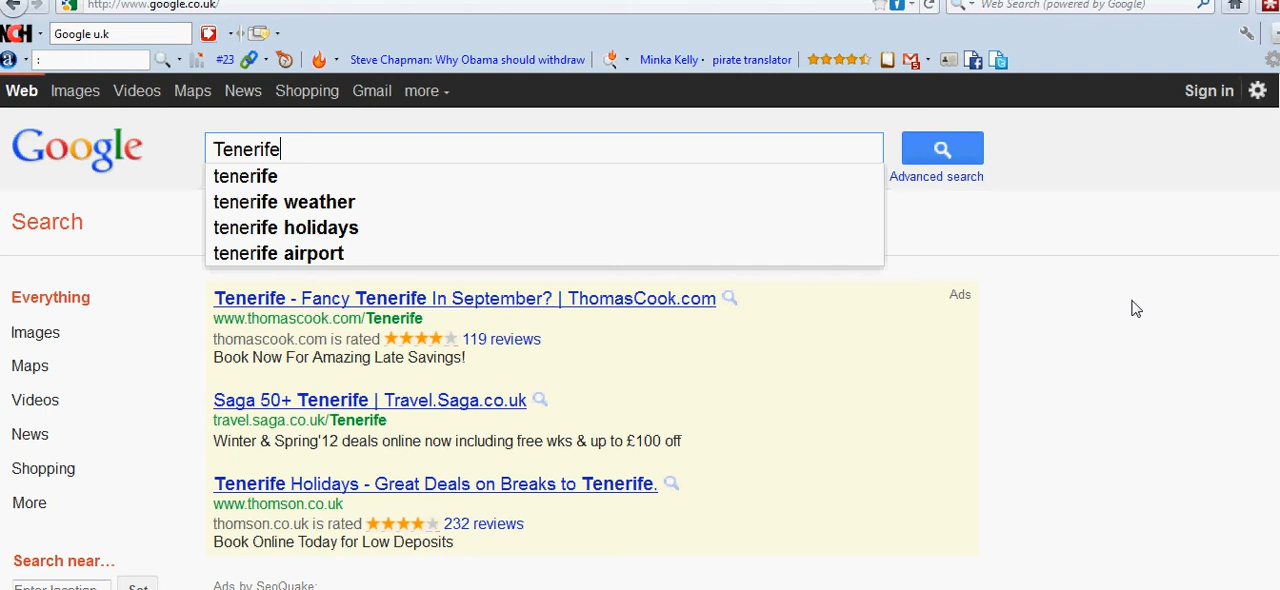 http://www.google.co.uk/
Web Search (powered by Google)
NCH
Google u.k
a
:
#23
Steve Chapman: Why Obama should withdraw
Minka Kelly
pirate translator
Web Images Videos Maps News Shopping Gmail more
Sign in
Google
Tenerife
Advanced search
tenerife
tenerife weather
tenerife holidays
tenerife airport
Search
Everything
Images
Maps
Videos
News
Shopping
More
Search near...
Enter location
Set
Ads
Tenerife - Fancy Tenerife In September? | ThomasCook.com
www.thomascook.com/Tenerife
thomascook.com is rated 119 reviews
Book Now For Amazing Late Savings!
Saga 50+ Tenerife | Travel.Saga.co.uk
travel.saga.co.uk/Tenerife
Winter & Spring'12 deals online now including free wks & up to £100 off
Tenerife Holidays - Great Deals on Breaks to Tenerife.
www.thomson.co.uk
thomson.co.uk is rated 232 reviews
Book Online Today for Low Deposits
Ads by SeoQuake: